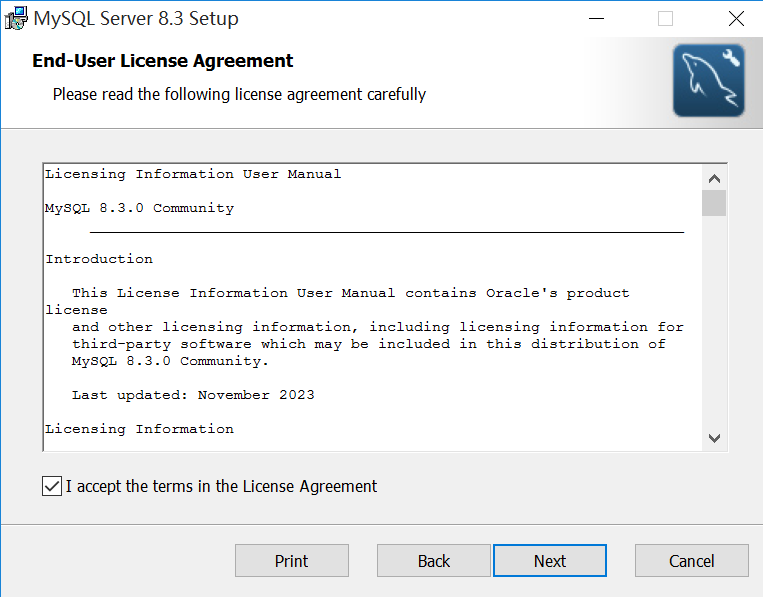 MySQL Server 8.3 Setup
End-User License Agreement
Please read the following license agreement carefully
Licensing Information User Manual
MySQL 8.3.0 Community
Introduction
This License Information User Manual contains Oracle's product
license
and other licensing information, including licensing information for
third-party software which may be included in this distribution of
MySQL 8.3.0 Community.
Last updated: November 2023
Licensing Information
I accept the terms in the License Agreement
Print
Back
Next
Cancel